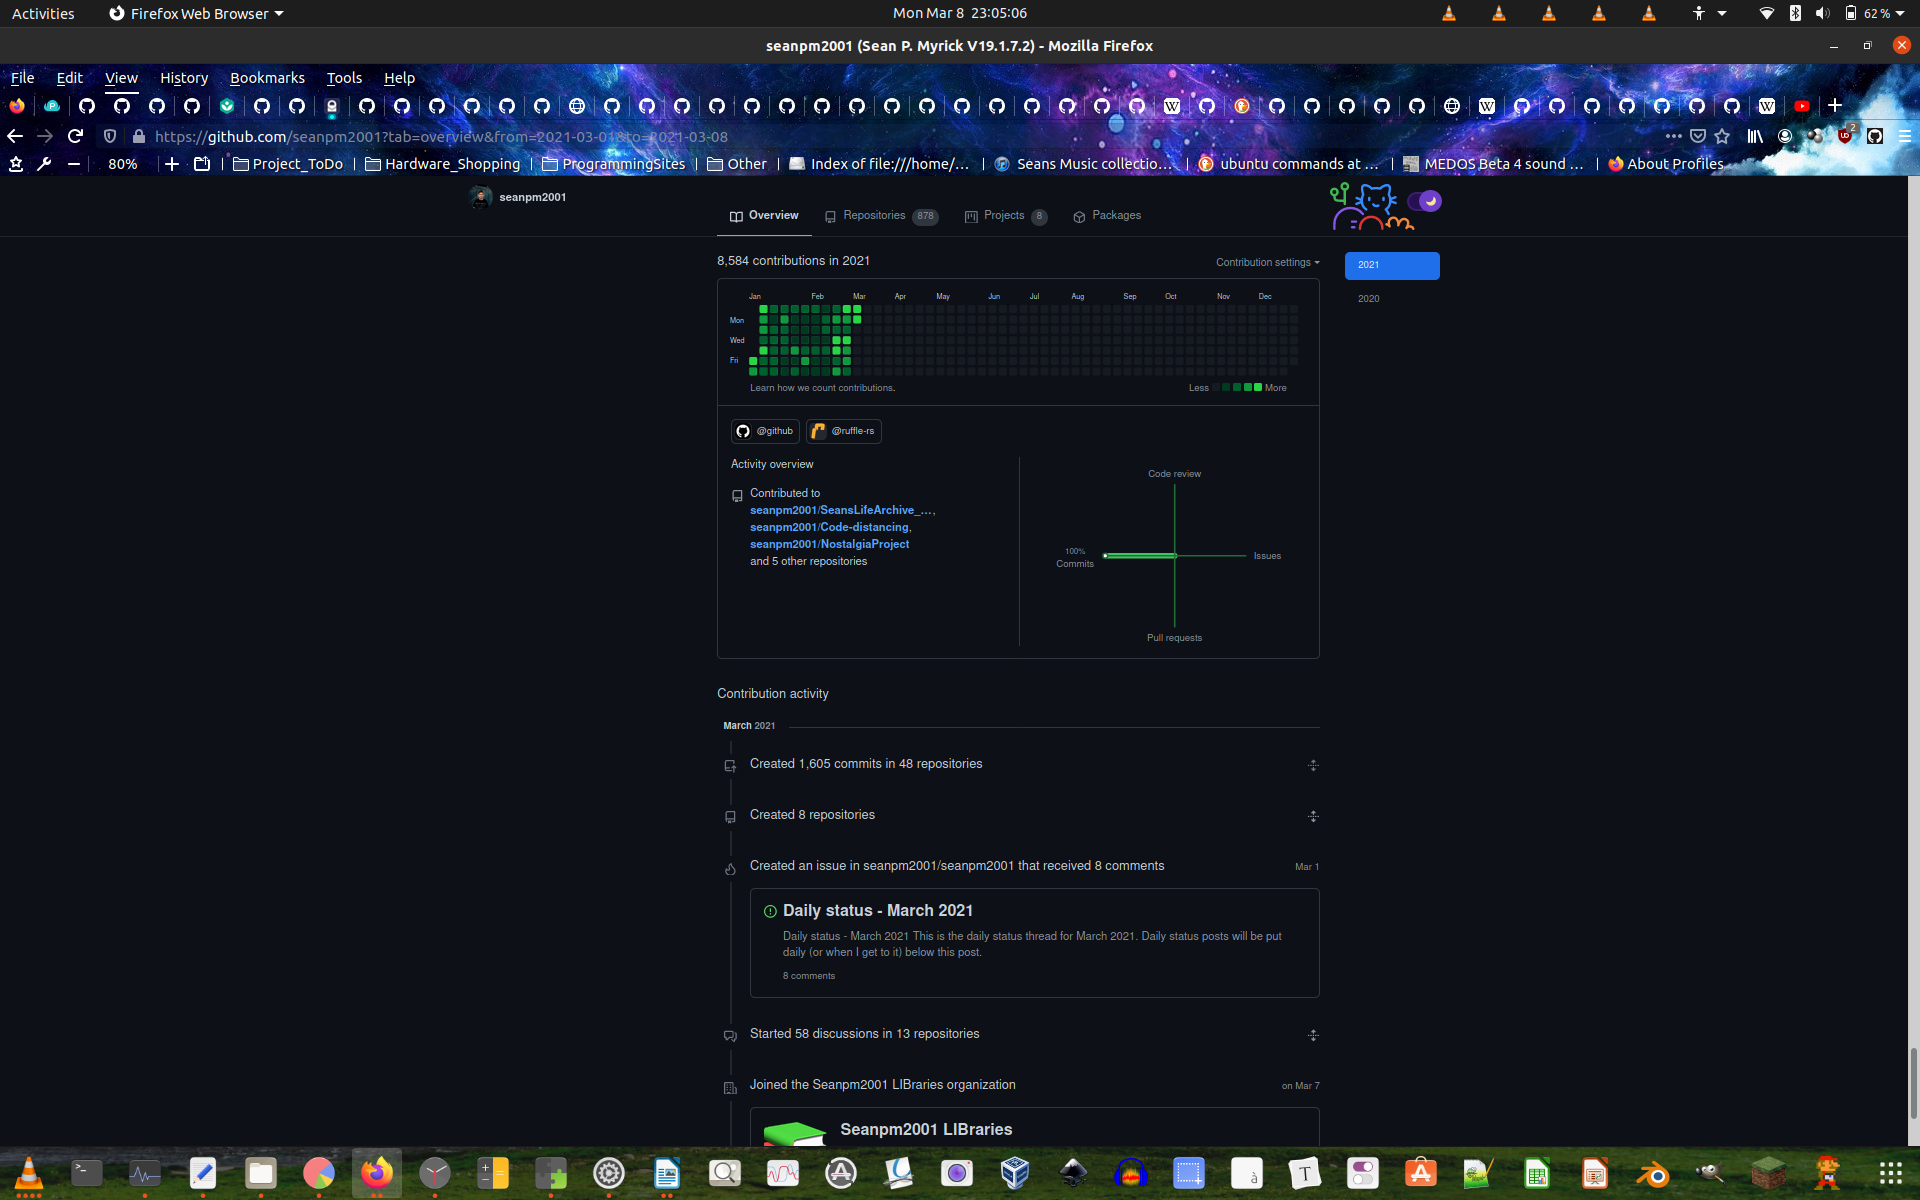 Activities
Firefox Web Browser
Mon Mar 8 23:05:06
62 %
seanpm2001 (Sean P. Myrick V19.1.7.2) - Mozilla Firefox
File Edit View History Bookmarks Tools Help
https://github.com/seanpm2001?tab=overview&from=2021-03-01&to=2021-03-08
2
80%
Project_ToDo
Hardware_Shopping
ProgrammingSites
Other
Index of file:///home/...
Seans Music collectio...
ubuntu commands at ...
MEDOS Beta 4 sound ...
About Profiles
seanpm2001
Overview
Repositories 878
Projects 8
Packages
8,584 contributions in 2021
Contribution settings
2021
2020
Jan Feb Mar Apr May Jun Jul Aug Sep Oct Nov Dec
Mon
Wed
Fri
Learn how we count contributions.
Less More
@github
@ruffle-rs
Activity overview
Contributed to
seanpm2001/SeansLifeArchive_...,
seanpm2001/Code-distancing,
seanpm2001/NostalgiaProject
and 5 other repositories
Code review
100%
Commits
Issues
Pull requests
Contribution activity
March 2021
Created 1,605 commits in 48 repositories
Created 8 repositories
Created an issue in seanpm2001/seanpm2001 that received 8 comments
Mar 1
Daily status - March 2021
Daily status - March 2021 This is the daily status thread for March 2021. Daily status posts will be put
daily (or when I get to it) below this post.
8 comments
Started 58 discussions in 13 repositories
Joined the Seanpm2001 LIBraries organization
on Mar 7
Seanpm2001 LIBraries